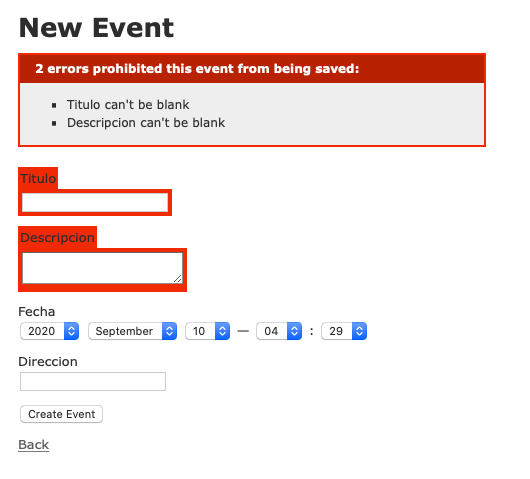 New Event
2 errors prohibited this event from being saved:
Titulo can't be blank
Descripcion can't be blank
Titulo
Descripcion
Fecha
2020 September 10 — 04 : 29
Direccion
Create Event
Back